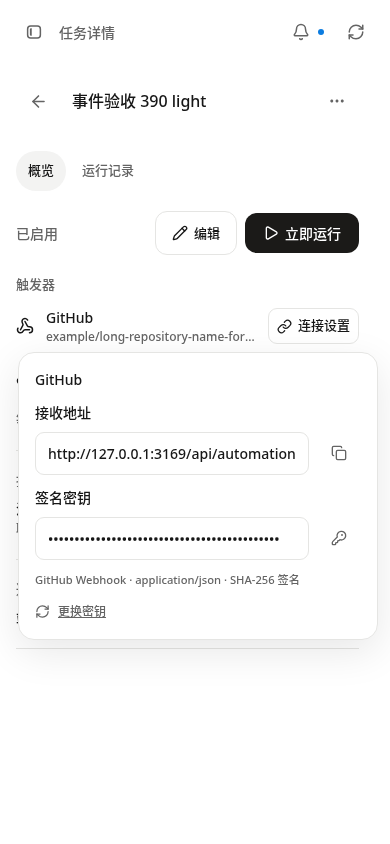 任务详情
事件验收 390 light
概览
运行记录
已启用
编辑
立即运行
触发器
GitHub
example/long-repository-name-for...
连接设置
GitHub
接收地址
http://127.0.0.1:3169/api/automation
签名密钥
••••••••••••••••••••••••••••••••••••••••••••
GitHub Webhook · application/json · SHA-256 签名
更换密钥